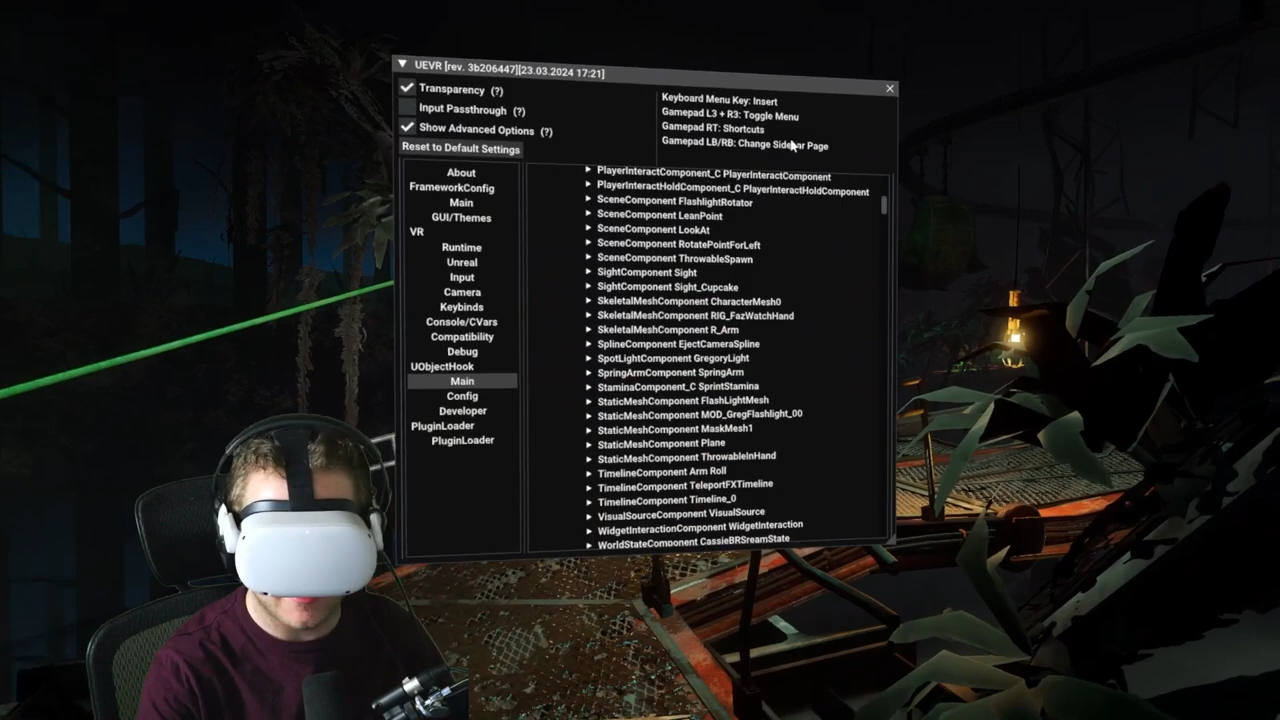 UEVR [rev. 3b206447][23.03.2024 17:21]
Transparency (?)
Input Passthrough (?)
Show Advanced Options (?)
Reset to Default Settings
Keyboard Menu Key: Insert
Gamepad L3 + R3: Toggle Menu
Gamepad RT: Shortcuts
Gamepad LB/RB: Change Sidebar Page
About
FrameworkConfig
Main
GUI/Themes
VR
Runtime
Unreal
Input
Camera
Keybinds
Console/CVars
Compatibility
Debug
UObjectHook
Main
Config
Developer
PluginLoader
PluginLoader
PlayerInteractComponent_C PlayerInteractComponent
PlayerInteractHoldComponent_C PlayerInteractHoldComponent
SceneComponent FlashlightRotator
SceneComponent LeanPoint
SceneComponent LookAt
SceneComponent RotatePointForLeft
SceneComponent ThrowableSpawn
SightComponent Sight
SightComponent Sight_Cupcake
SkeletalMeshComponent CharacterMesh0
SkeletalMeshComponent RIG_FazWatchHand
SkeletalMeshComponent R_Arm
SplineComponent EjectCameraSpline
SpotLightComponent GregoryLight
SpringArmComponent SpringArm
StaminaComponent_C SprintStamina
StaticMeshComponent FlashLightMesh
StaticMeshComponent MOD_GregFlashlight_00
StaticMeshComponent MaskMesh1
StaticMeshComponent Plane
StaticMeshComponent ThrowableInHand
TimelineComponent Arm Roll
TimelineComponent TeleportFXTimeline
TimelineComponent Timeline_0
VisualSourceComponent VisualSource
WidgetInteractionComponent WidgetInteraction
WorldStateComponent CassieBRSreamState